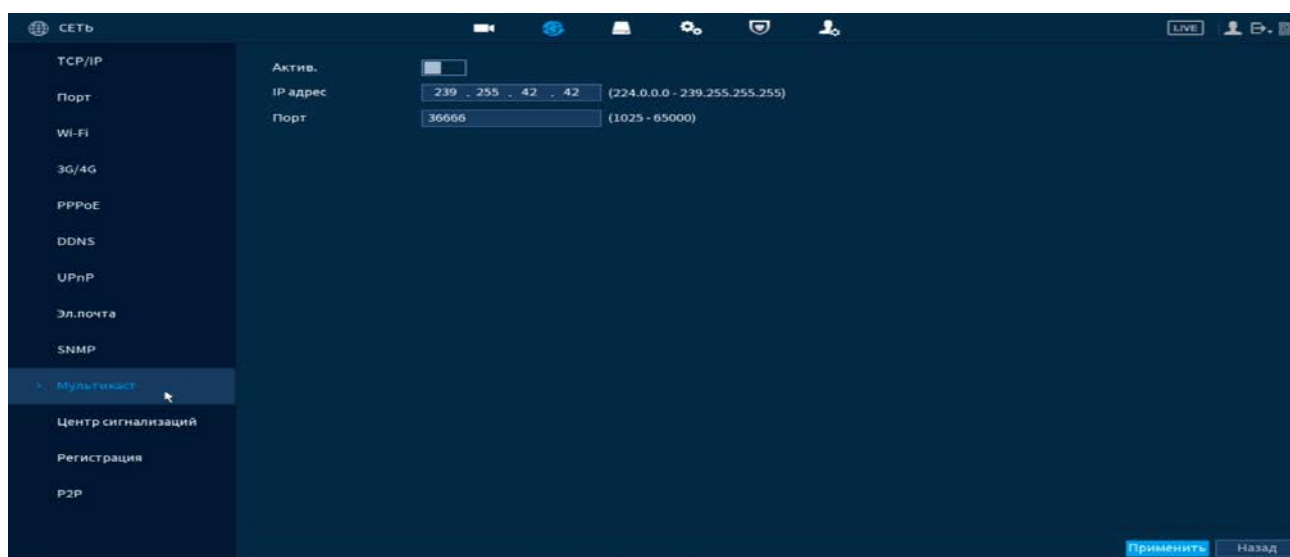 СЕТЬ
LIVE
TCP/IP
Порт
Wi-Fi
3G/4G
PPPoE
DDNS
UPnP
Эл.почта
SNMP
Мультикаст
Центр сигнализаций
Регистрация
P2P
Актив.
IP адрес 239 . 255 . 42 . 42 (224.0.0.0 - 239.255.255.255)
Порт 36666 (1025 - 65000)
Применить Назад